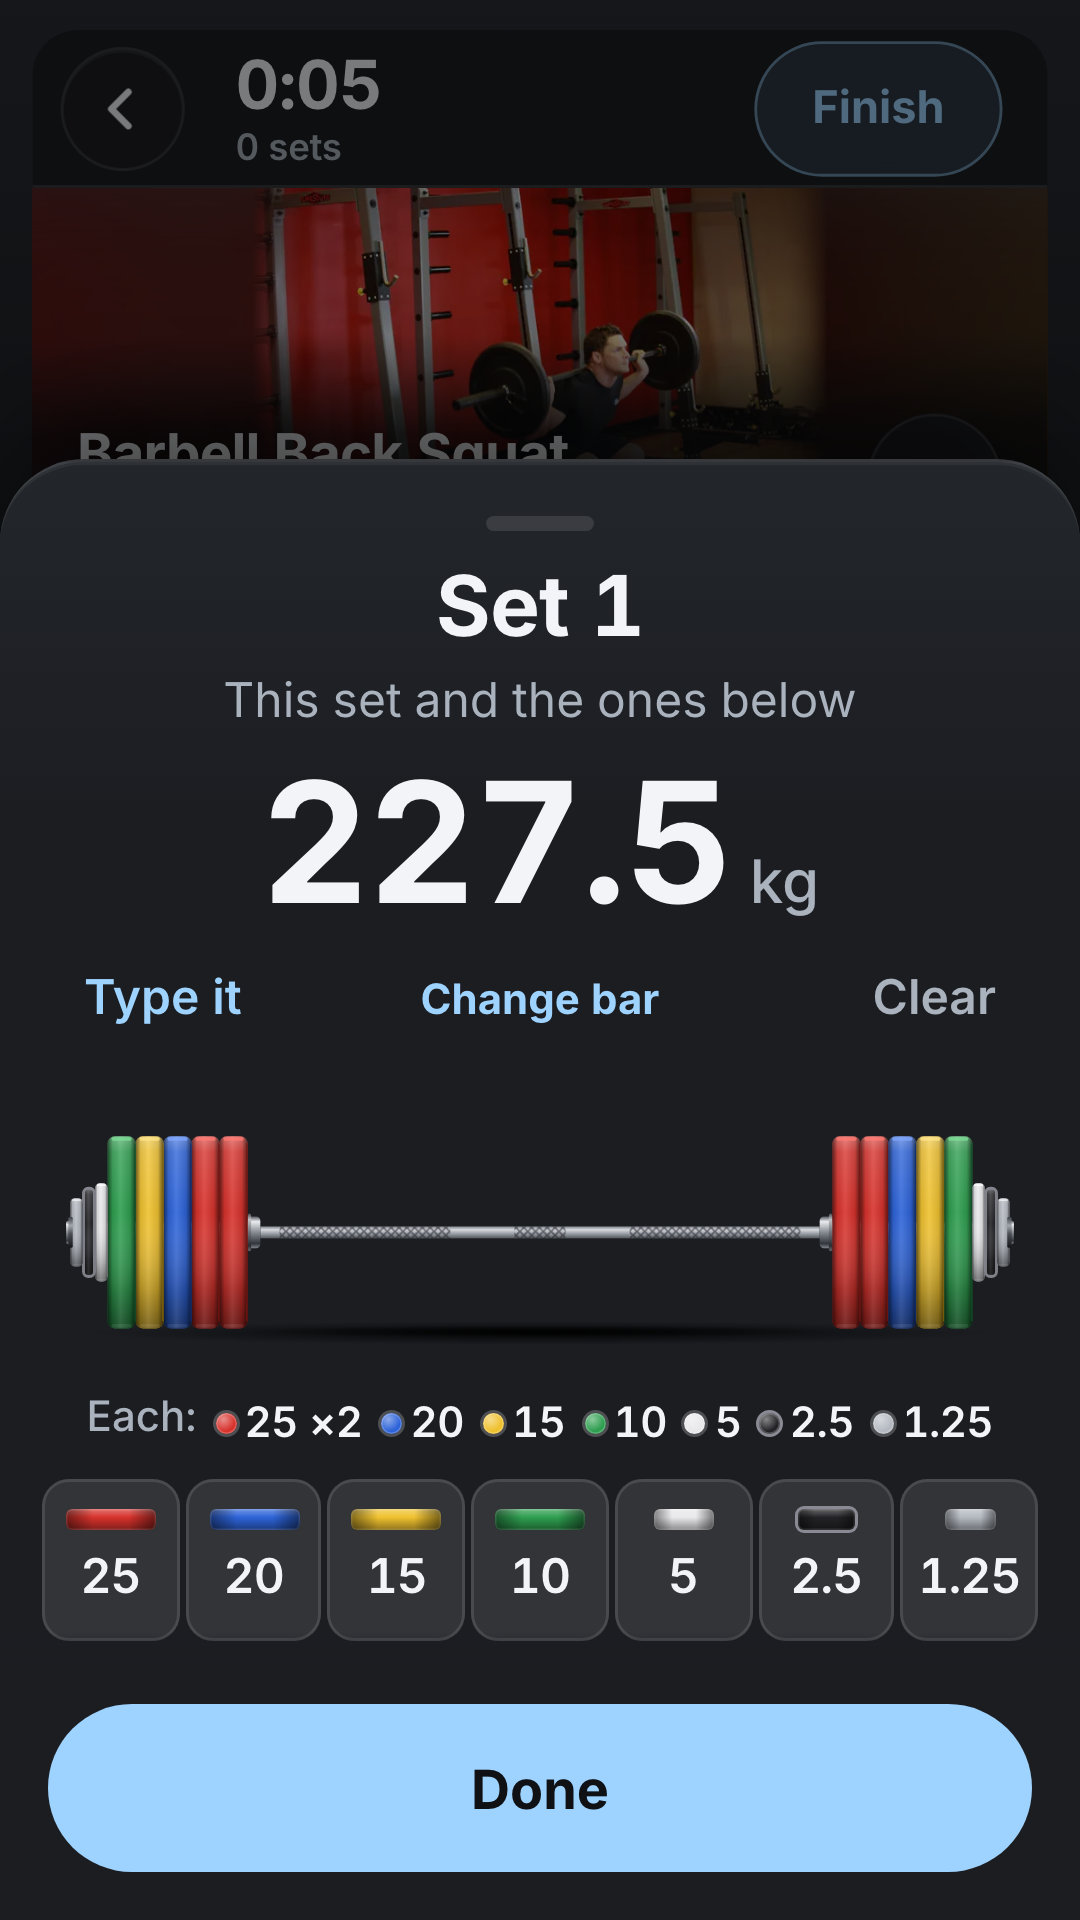 0:05
0 sets
Finish
Barbell Back Squat
Set 1
This set and the ones below
227.5 kg
Type it
Change bar
Clear
Each: 25 ×2 20 15 10 5 2.5 1.25
25 20 15 10 5 2.5 1.25
Done